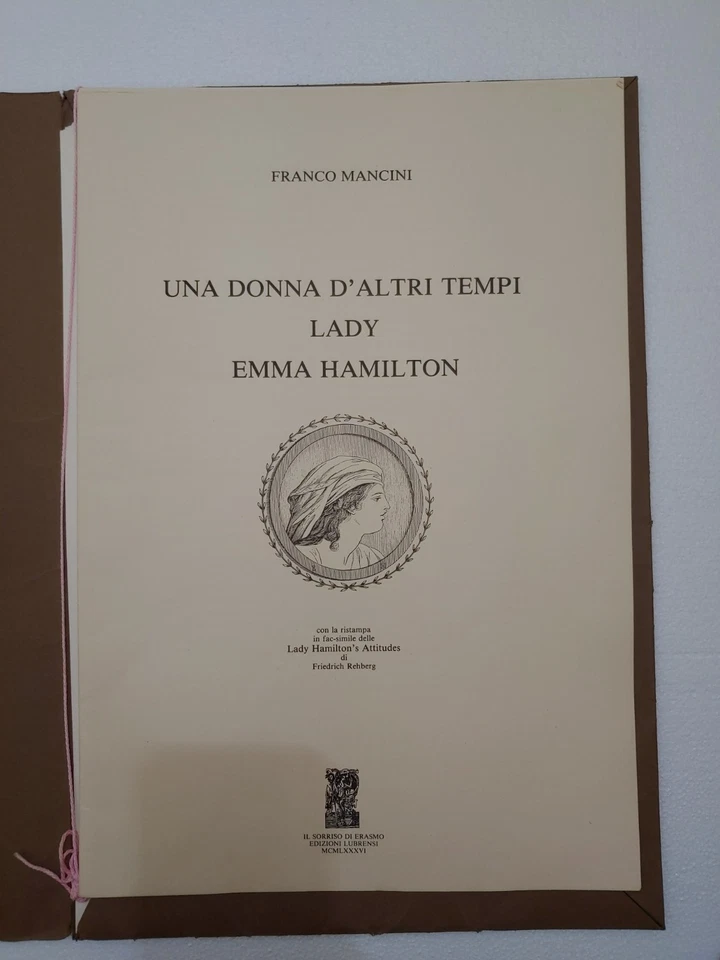 FRANCO MANCINI
UNA DONNA D'ALTRI TEMPI
LADY
EMMA HAMILTON
con la ristampa
in fac-simile delle
Lady Hamilton's Attitudes
di
Friedrich Rehberg
IL SORRISO DI ERASMO
EDIZIONI LUBRENSI
MCMLXXXVI